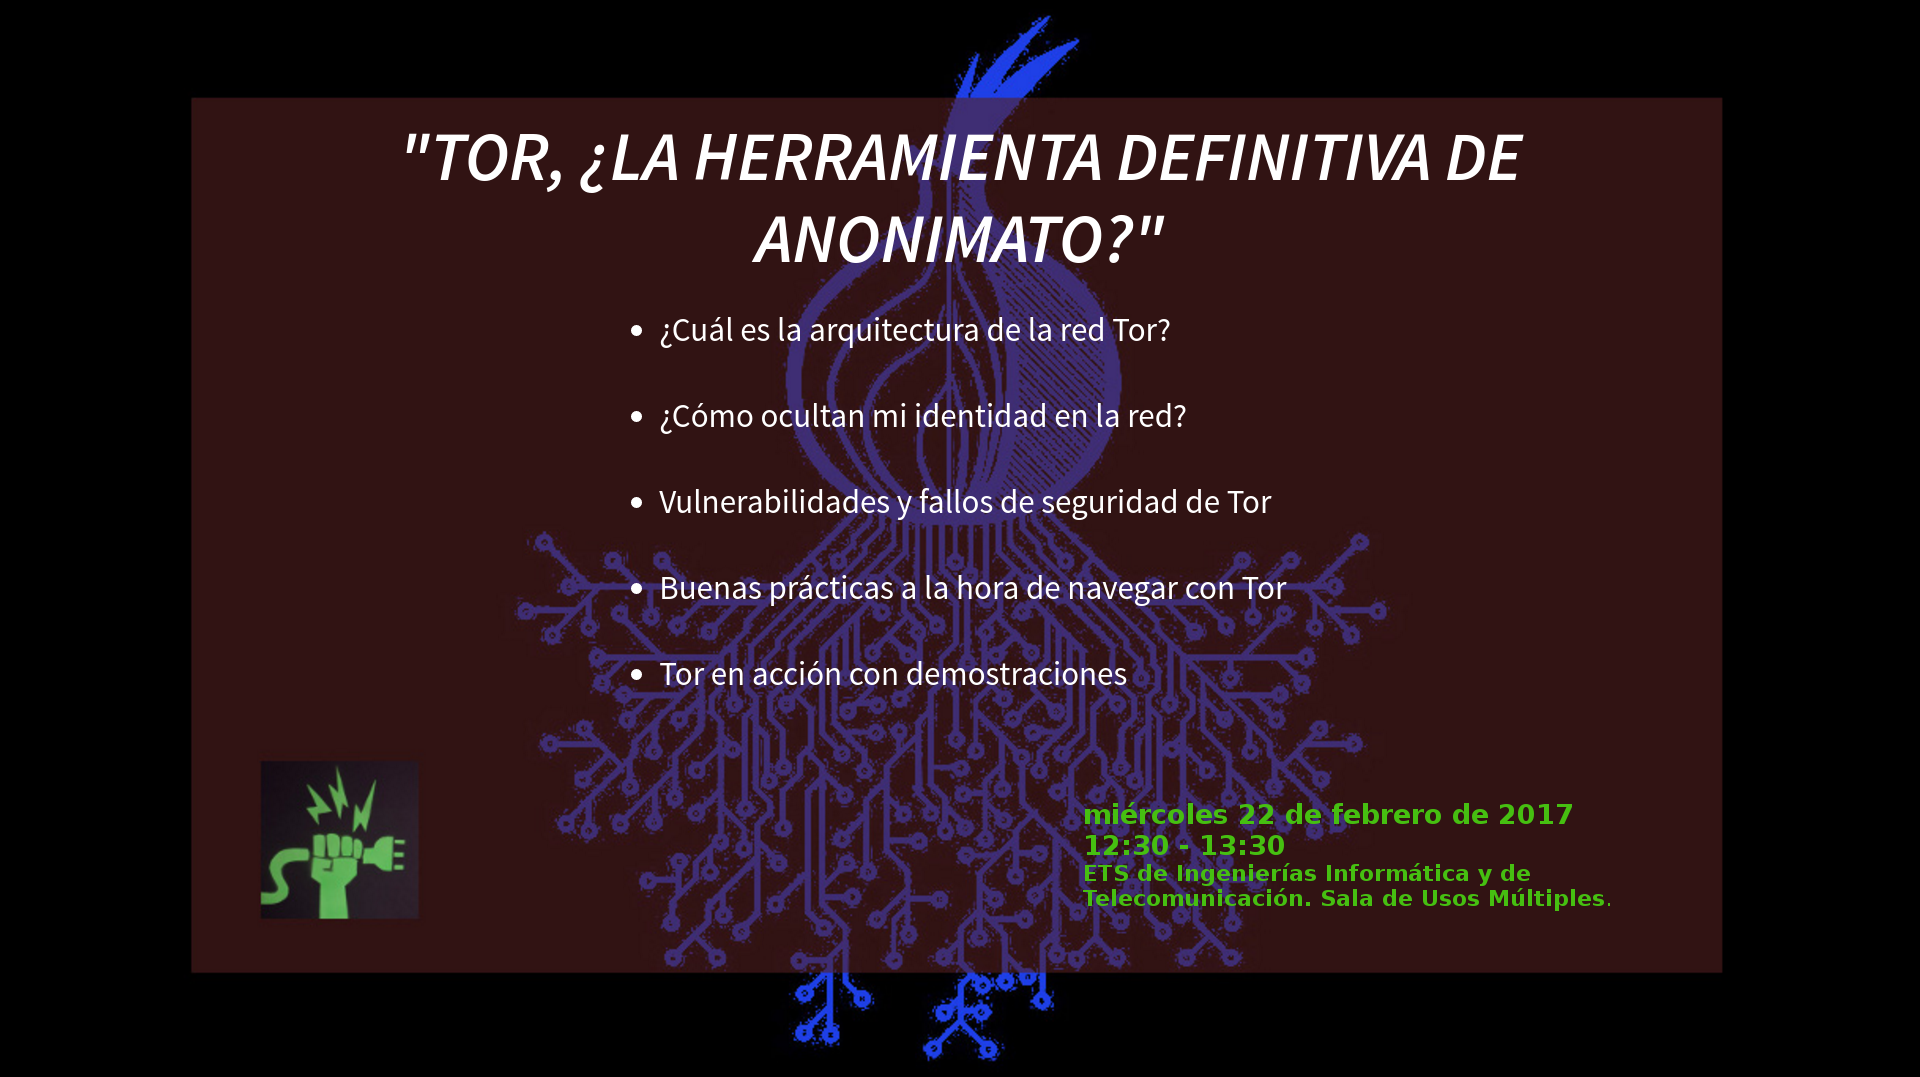 "TOR, ¿LA HERRAMIENTA DEFINITIVA DE
ANONIMATO?"
• ¿Cuál es la arquitectura de la red Tor?
• ¿Cómo ocultan mi identidad en la red?
• Vulnerabilidades y fallos de seguridad de Tor
• Buenas prácticas a la hora de navegar con Tor
• Tor en acción con demostraciones
miércoles 22 de febrero de 2017
12:30 - 13:30
ETS de Ingenierías Informática y de
Telecomunicación. Sala de Usos Múltiples.